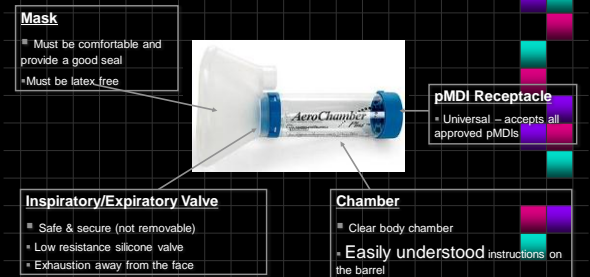 Mask
▪ Must be comfortable and
provide a good seal
▪Must be latex free
AeroChamber
Plus
pMDI Receptacle
▪ Universal – accepts all
approved pMDIs
Inspiratory/Expiratory Valve
▪ Safe & secure (not removable)
▪ Low resistance silicone valve
▪ Exhaustion away from the face
Chamber
▪ Clear body chamber
▪ Easily understood instructions on
the barrel